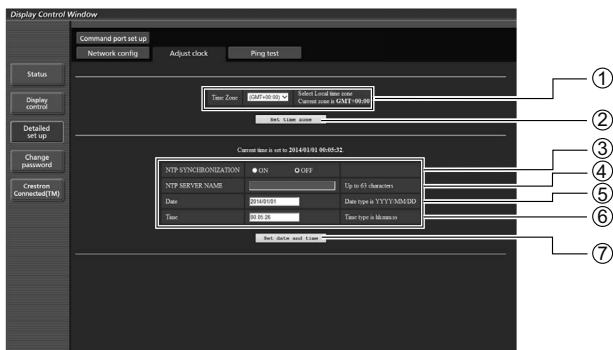 Display Control Window
Command port set up
Network config Adjust clock Ping test
Status
Display control
Detailed set up
Change password
Crestron Connected(TM)
Time Zone (GMT+00:00) Select Local time zone
Current zone is GMT+00:00
Set time zone
Current time is set to 2014/01/01 00:05:32.
NTP SYNCHRONIZATION ON OFF
NTP SERVER NAME Up to 63 characters
Date 2014/01/01 Date type is YYYY/MM/DD
Time 00:05:26 Time type is hh:mm:ss
Set date and time
①
②
③
④
⑤
⑥
⑦